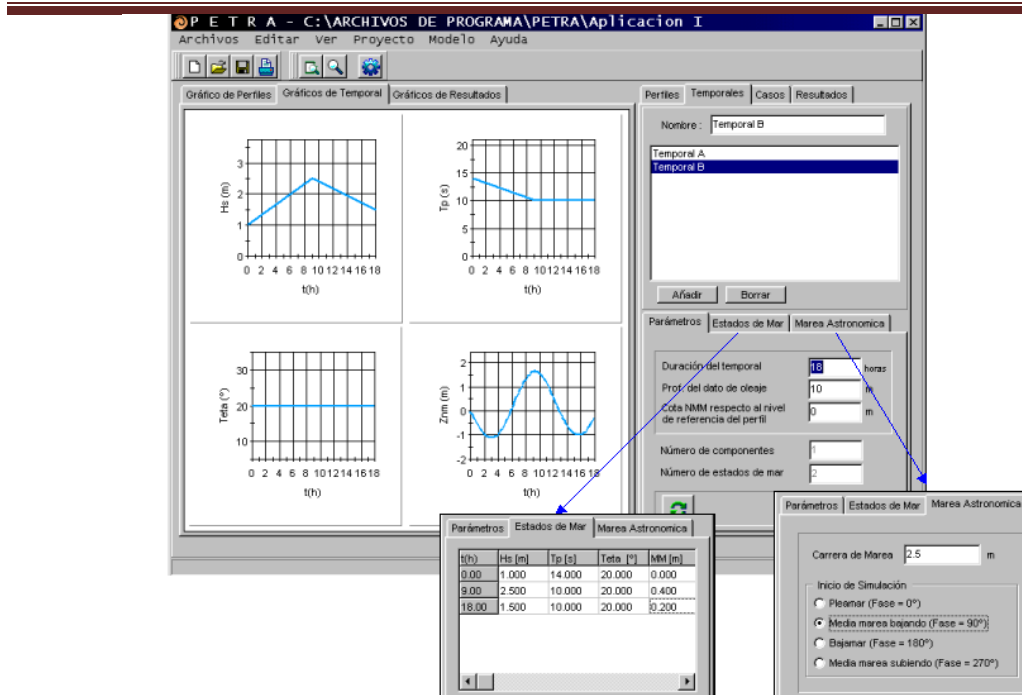 P E T R A - C:\ARCHIVOS DE PROGRAMA\PETRA\Aplicacion I
Archivos Editar Ver Proyecto Modelo Ayuda
Gráfico de Perfiles Gráficos de Temporal Gráficos de Resultados
Hs (m)
3
2
1
0
0 2 4 6 8 10 12 14 16 18
t(h)
Tp (s)
20
15
10
5
0
0 2 4 6 8 10 12 14 16 18
t(h)
Teta (º)
30
20
10
0 2 4 6 8 10 12 14 16 18
t(h)
Znm (m)
2
1
0
-1
-2
0 2 4 6 8 10 12 14 16 18
t(h)
Perfiles Temporales Casos Resultados
Nombre : Temporal B
Temporal A
Temporal B
Añadir Borrar
Parámetros Estados de Mar Marea Astronomica
Duración del temporal 18 horas
Prof. del dato de oleaje 10 m
Cota NMM respecto al nivel
de referencia del perfil 0 m
Número de componentes 1
Número de estados de mar 2
Parámetros Estados de Mar Marea Astronomica
t(h) Hs [m] Tp [s] Teta [º] MM [m]
0.00 1.000 14.000 20.000 0.000
9.00 2.500 10.000 20.000 0.400
18.00 1.500 10.000 20.000 0.200
Parámetros Estados de Mar Marea Astronomica
Carrera de Marea 2.5 m
Inicio de Simulación
Pleamar (Fase = 0º)
Media marea bajando (Fase = 90º)
Bajamar (Fase = 180º)
Media marea subiendo (Fase = 270º)